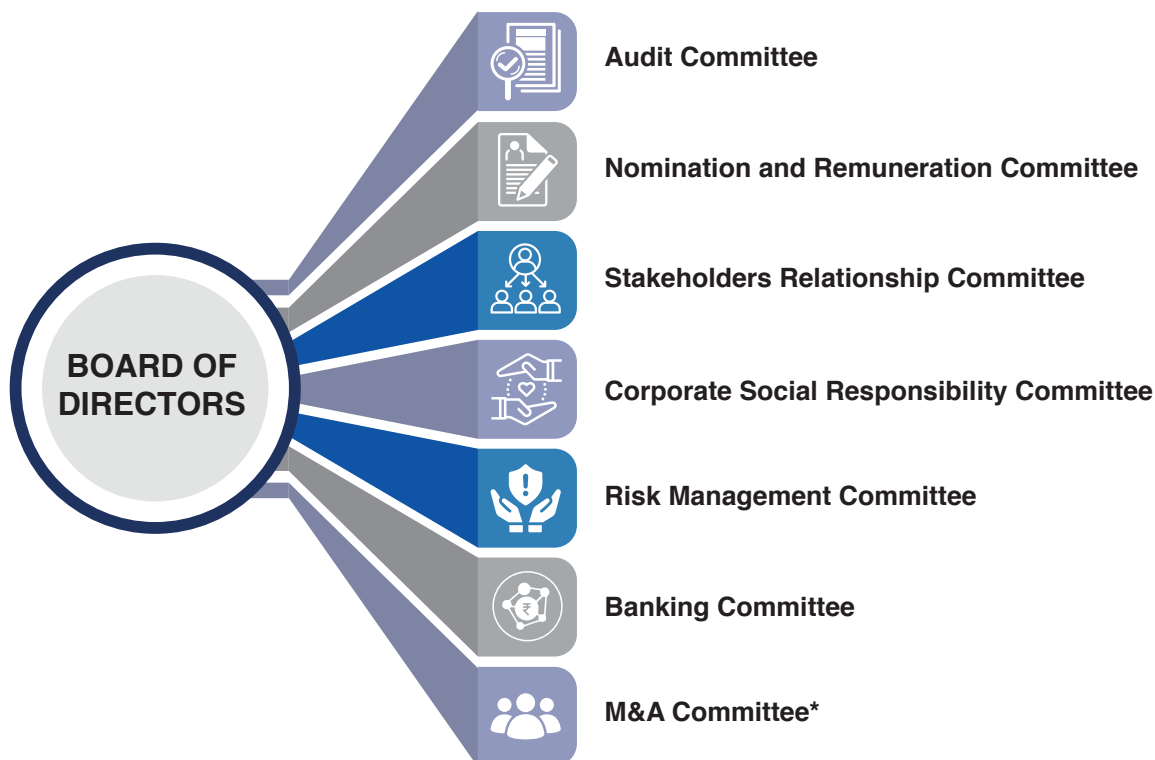 Audit Committee
Nomination and Remuneration Committee
Stakeholders Relationship Committee
BOARD OF
DIRECTORS
Corporate Social Responsibility Committee
Risk Management Committee
₹
Banking Committee
M&A Committee*